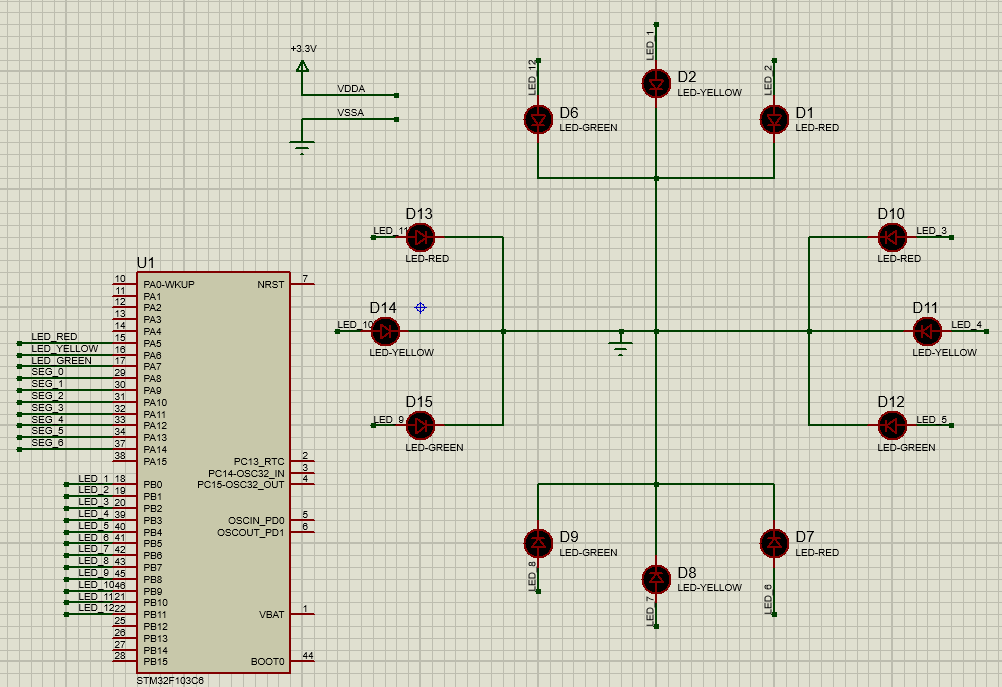 +3.3V
VDDA
VSSA
LED_1
D2
LED-YELLOW
LED_12
D6
LED-GREEN
LED_2
D1
LED-RED
D13
LED_11
LED-RED
D10
LED_3
LED-RED
D14
LED_10
LED-YELLOW
D11
LED_4
LED-YELLOW
D15
LED_9
LED-GREEN
D12
LED_5
LED-GREEN
D9
LED-GREEN
LED_8
D8
LED-YELLOW
LED_7
D7
LED-RED
LED_6
U1
10 PA0-WKUP NRST 7
11 PA1
12 PA2
13 PA3
14 PA4
LED_RED 15 PA5
LED_YELLOW 16 PA6
LED_GREEN 17 PA7
SEG_0 29 PA8
SEG_1 30 PA9
SEG_2 31 PA10
SEG_3 32 PA11
SEG_4 33 PA12
SEG_5 34 PA13
SEG_6 37 PA14
38 PA15 PC13_RTC 2
PC14-OSC32_IN 3
LED_1 18 PB0 PC15-OSC32_OUT 4
LED_2 19 PB1
LED_3 20 PB2
LED_4 39 PB3 OSCIN_PD0 5
LED_5 40 PB4 OSCOUT_PD1 6
LED_6 41 PB5
LED_7 42 PB6
LED_8 43 PB7
LED_9 45 PB8
LED_10 46 PB9
LED_11 21 PB10
LED_12 22 PB11 VBAT 1
25 PB12
26 PB13
27 PB14
28 PB15 BOOT0 44
STM32F103C6